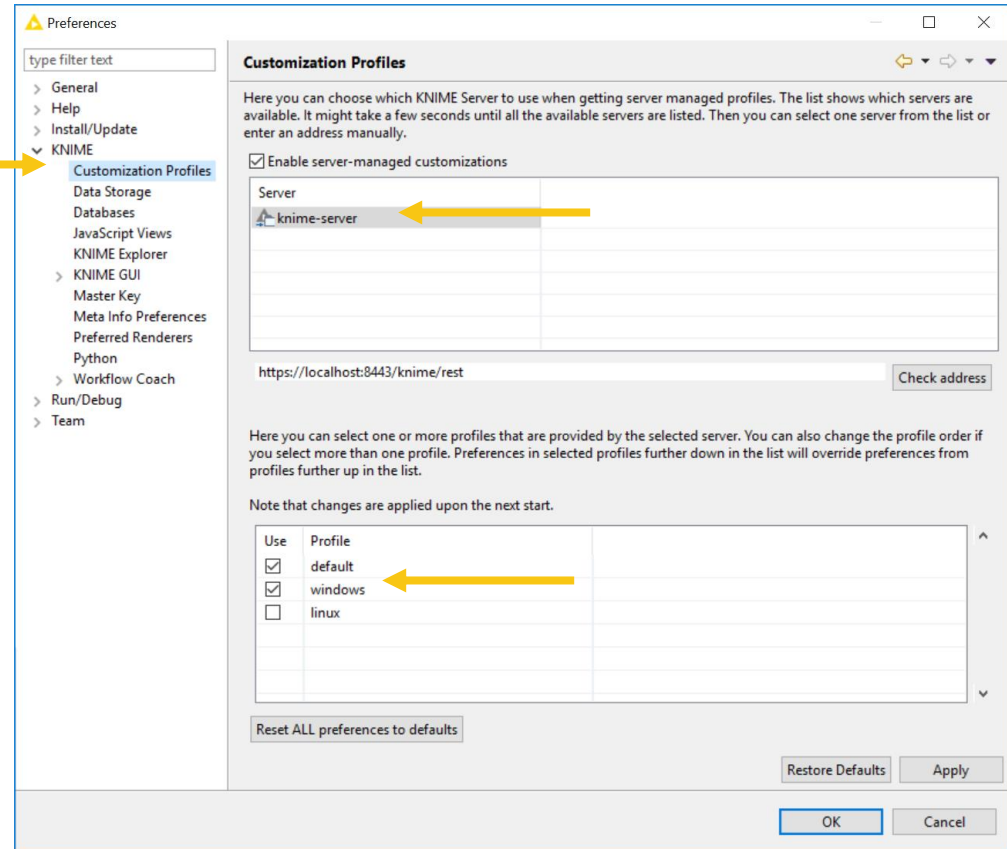 Preferences
type filter text
General
Help
Install/Update
KNIME
Customization Profiles
Data Storage
Databases
JavaScript Views
KNIME Explorer
KNIME GUI
Master Key
Meta Info Preferences
Preferred Renderers
Python
Workflow Coach
Run/Debug
Team
Customization Profiles
Here you can choose which KNIME Server to use when getting server managed profiles. The list shows which servers are
available. It might take a few seconds until all the available servers are listed. Then you can select one server from the list or
enter an address manually.
Enable server-managed customizations
Server
knime-server
https://localhost:8443/knime/rest
Check address
Here you can select one or more profiles that are provided by the selected server. You can also change the profile order if
you select more than one profile. Preferences in selected profiles further down in the list will override preferences from
profiles further up in the list.
Note that changes are applied upon the next start.
Use Profile
default
windows
linux
Reset ALL preferences to defaults
Restore Defaults
Apply
OK
Cancel